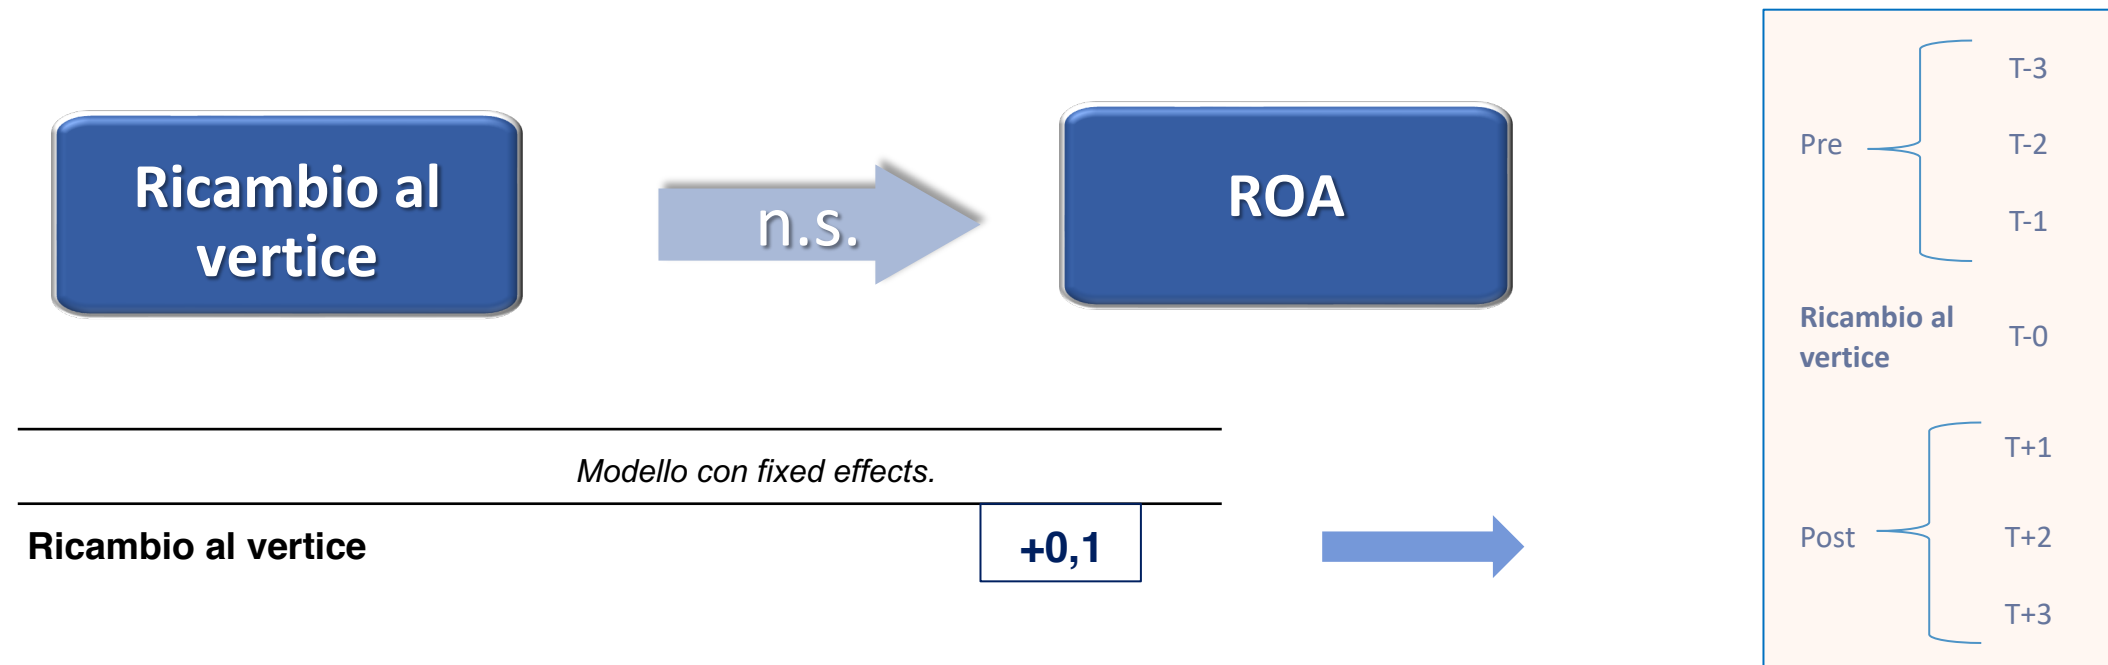 Ricambio al
vertice
n.s.
ROA
Modello con fixed effects.
Ricambio al vertice
+0,1
T-3
Pre
T-2
T-1
Ricambio al
vertice
T-0
T+1
Post
T+2
T+3